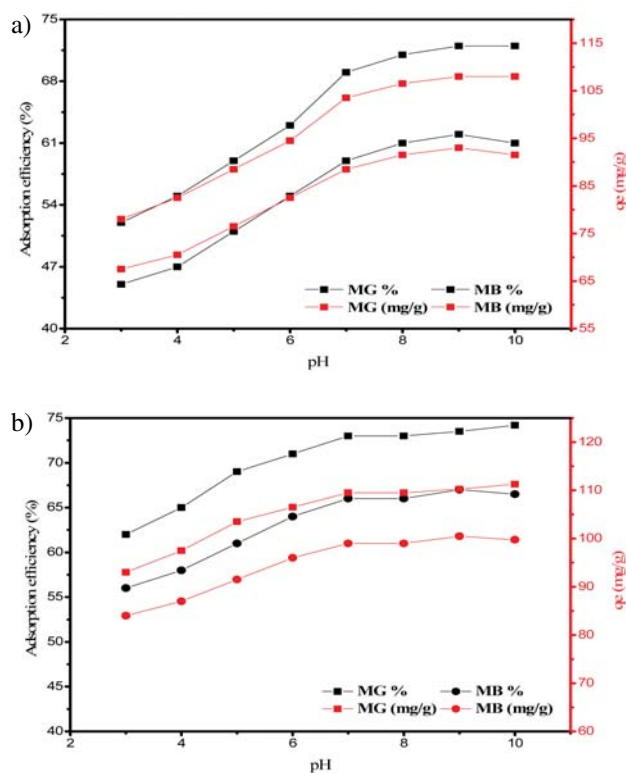 a)
75
68
61
54
47
40
Adsorption efficiency (%)
115
105
95
85
75
65
55
qe (mg/g)
MG % MB %
MG (mg/g) MB (mg/g)
2 4 6 8 10
pH
b)
75
70
65
60
55
50
45
40
Adsorption efficiency (%)
120
110
100
90
80
70
60
qe (mg/g)
MG % MB %
MG (mg/g) MB (mg/g)
2 4 6 8 10
pH